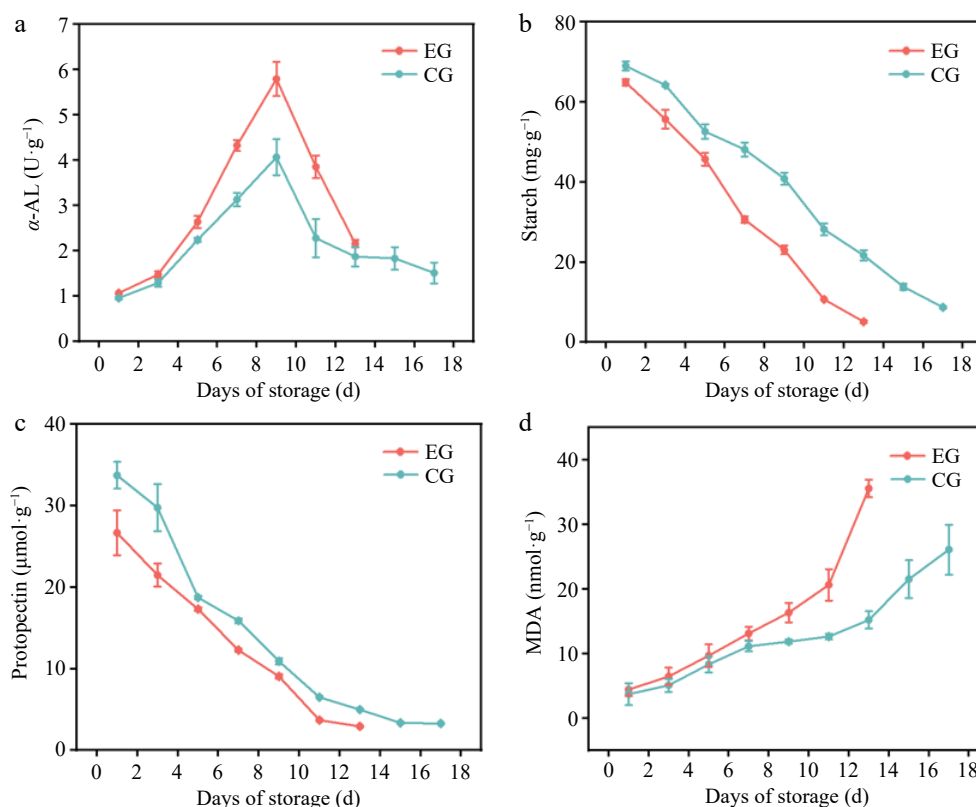 a
α-AL (U·g⁻¹)
7
6
5
4
3
2
1
0
EG
CG
0 2 4 6 8 10 12 14 16 18
Days of storage (d)
b
Starch (mg·g⁻¹)
80
60
40
20
0
EG
CG
0 2 4 6 8 10 12 14 16 18
Days of storage (d)
c
Protopectin (μmol·g⁻¹)
40
30
20
10
0
EG
CG
0 2 4 6 8 10 12 14 16 18
Days of storage (d)
d
MDA (nmol·g⁻¹)
40
30
20
10
0
EG
CG
0 2 4 6 8 10 12 14 16 18
Days of storage (d)